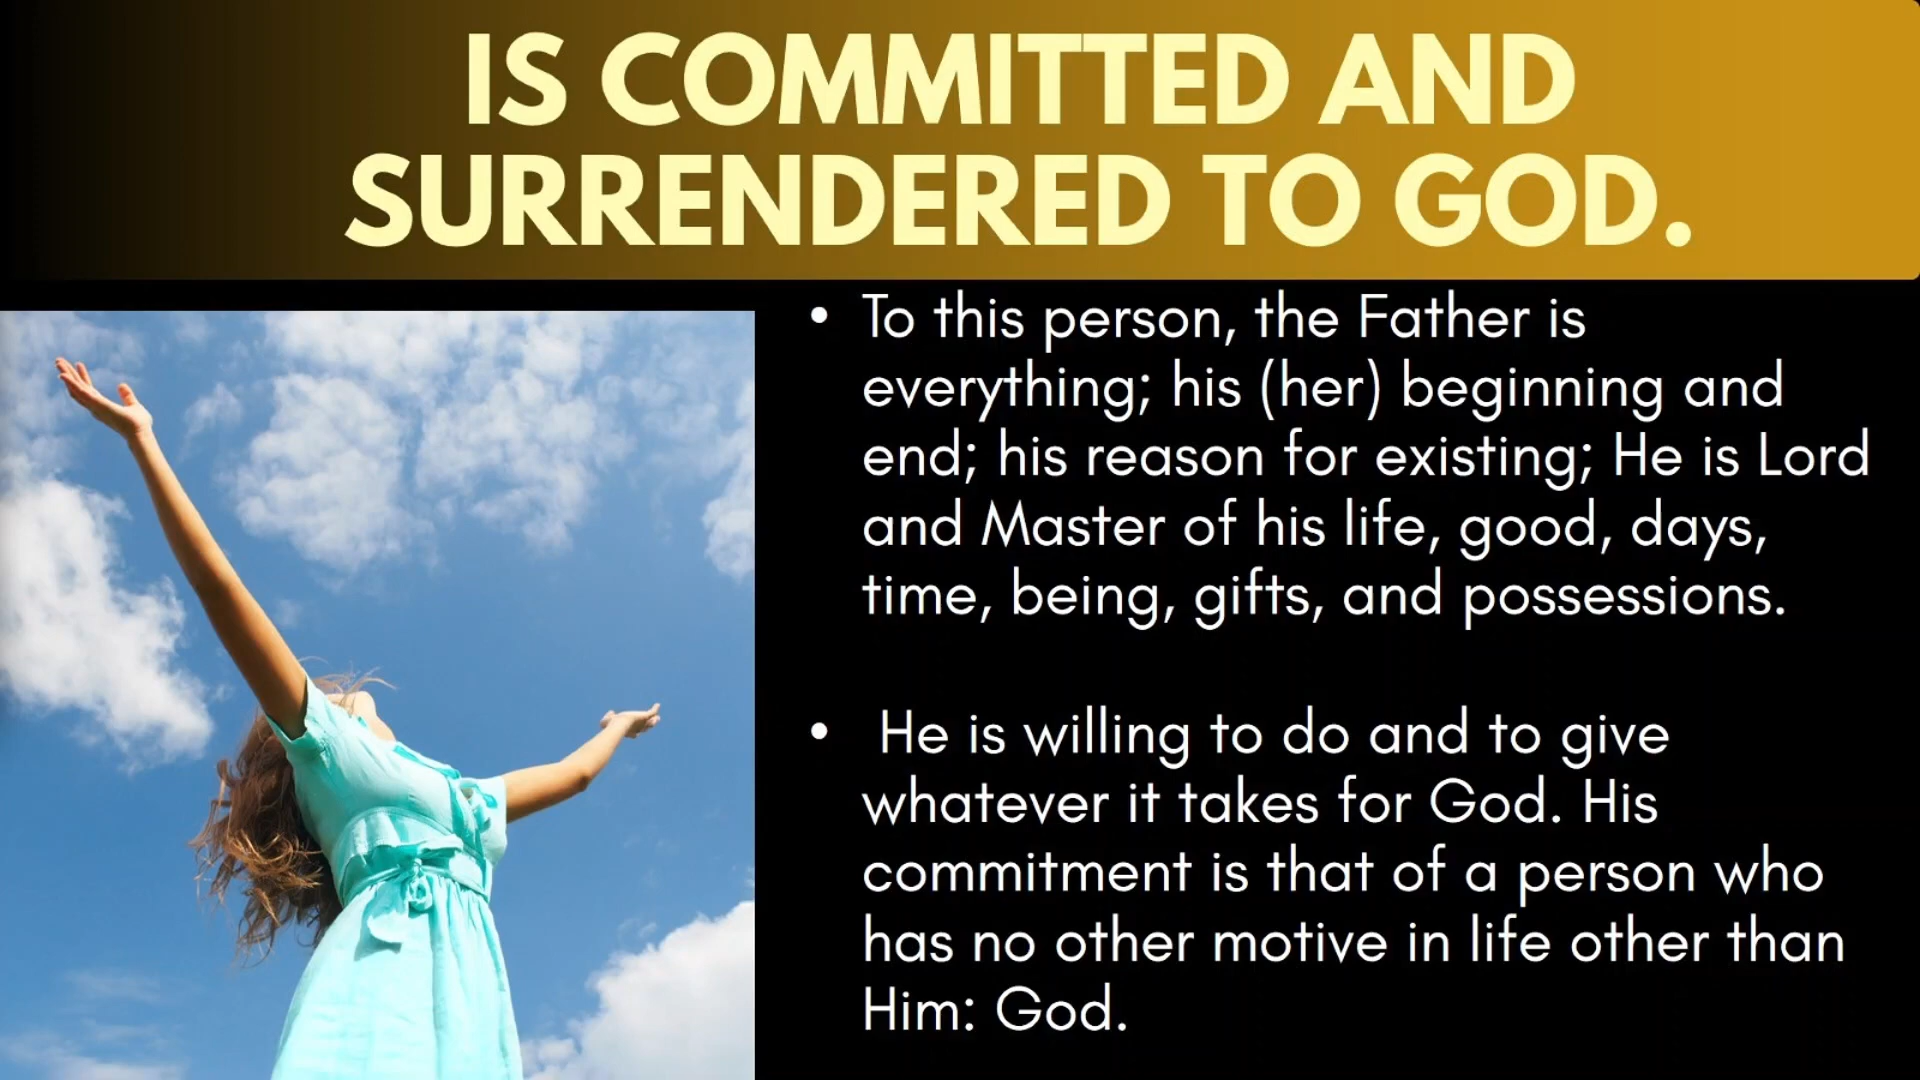 IS COMMITTED AND
SURRENDERED TO GOD.
• To this person, the Father is
everything; his (her) beginning and
end; his reason for existing; He is Lord
and Master of his life, good, days,
time, being, gifts, and possessions.
• He is willing to do and to give
whatever it takes for God. His
commitment is that of a person who
has no other motive in life other than
Him: God.